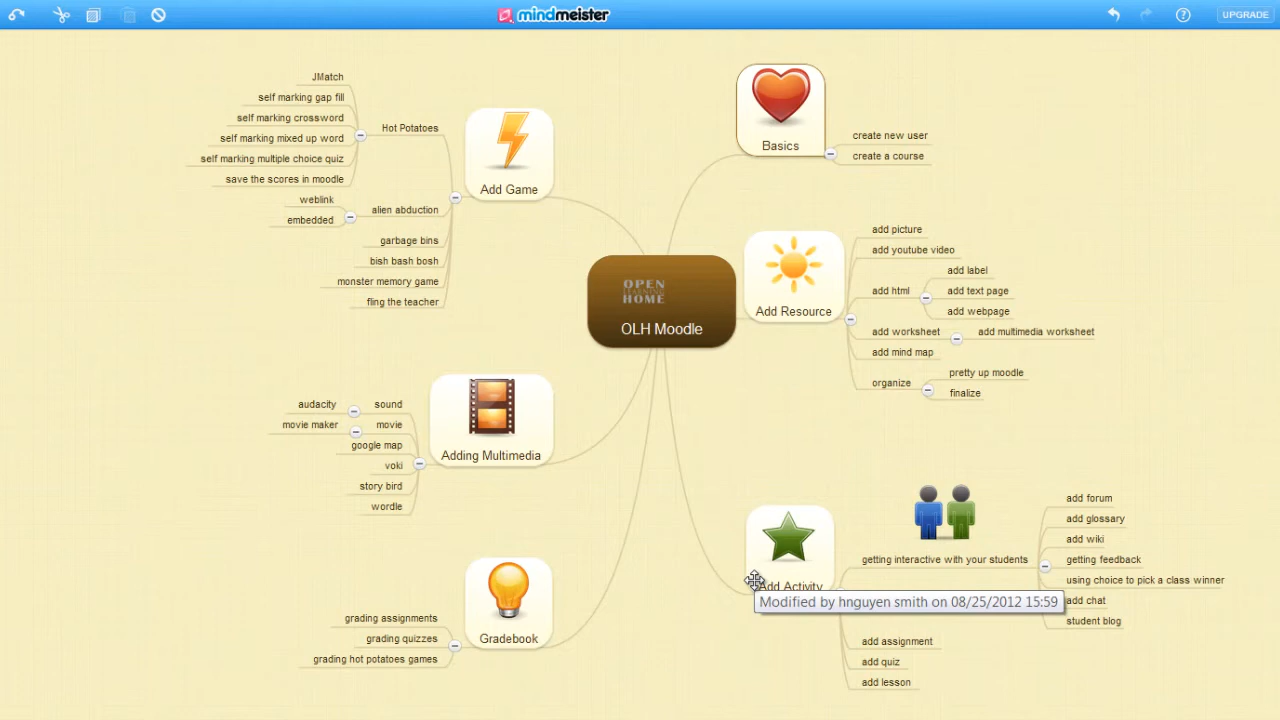 mindmeister
UPGRADE
JMatch
self marking gap fill
self marking crossword
self marking mixed up word
self marking multiple choice quiz
save the scores in moodle
Hot Potatoes
weblink
embedded
alien abduction
garbage bins
bish bash bosh
monster memory game
fling the teacher
Add Game
Basics
create new user
create a course
OPEN
LEARNING
HOME
OLH Moodle
Add Resource
add picture
add youtube video
add html
add label
add text page
add webpage
add worksheet
add multimedia worksheet
add mind map
organize
pretty up moodle
finalize
audacity
sound
movie maker
movie
google map
voki
story bird
wordle
Adding Multimedia
Add Activity
Modified by hnguyen smith on 08/25/2012 15:59
getting interactive with your students
add forum
add glossary
add wiki
getting feedback
using choice to pick a class winner
add chat
student blog
add assignment
add quiz
add lesson
grading assignments
grading quizzes
grading hot potatoes games
Gradebook